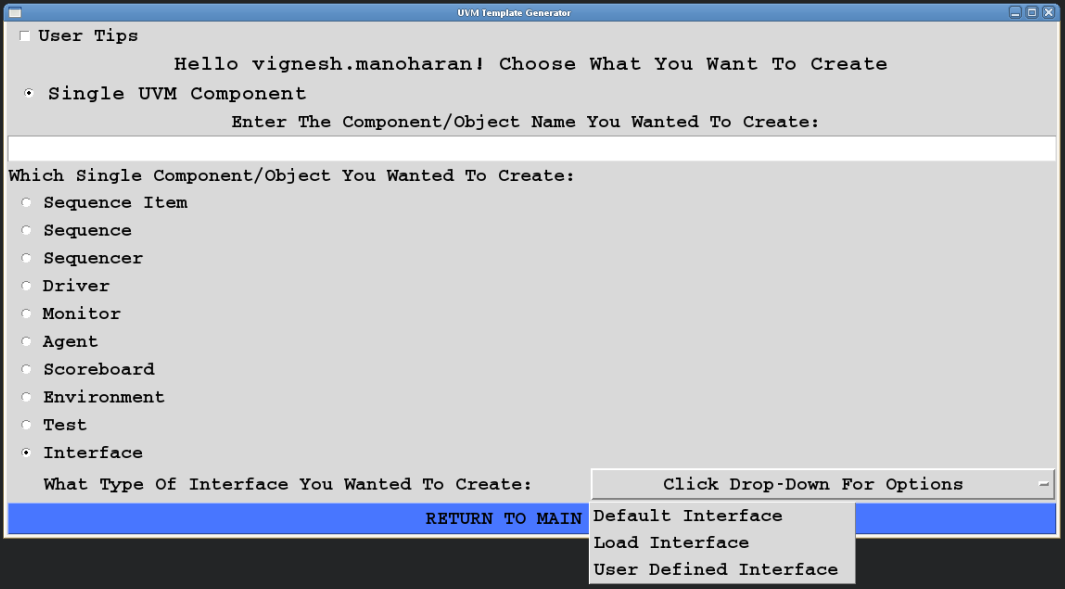 UVM Template Generator
User Tips
Hello vignesh.manoharan! Choose What You Want To Create
Single UVM Component
Enter The Component/Object Name You Wanted To Create:
Which Single Component/Object You Wanted To Create:
Sequence Item
Sequence
Sequencer
Driver
Monitor
Agent
Scoreboard
Environment
Test
Interface
What Type Of Interface You Wanted To Create:
Click Drop-Down For Options
RETURN TO MAIN
Default Interface
Load Interface
User Defined Interface